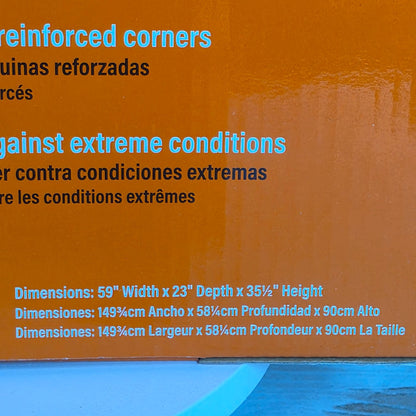 reinforced corners
uinas reforzadas
rcés
gainst extreme conditions
er contra condiciones extremas
re les conditions extrêmes
Dimensions: 59" Width x 23" Depth x 35½" Height
Dimensiones: 149¾cm Ancho x 58¼cm Profundidad x 90cm Alto
Dimensiones: 149¾cm Largeur x 58¼cm Profondeur x 90cm La Taille